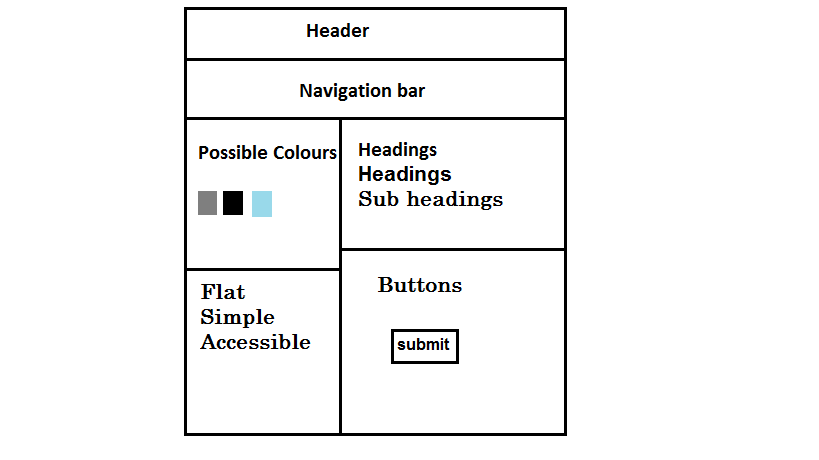 Header
Navigation bar
Possible Colours
Headings
Headings
Sub headings
Flat
Simple
Accessible
Buttons
submit